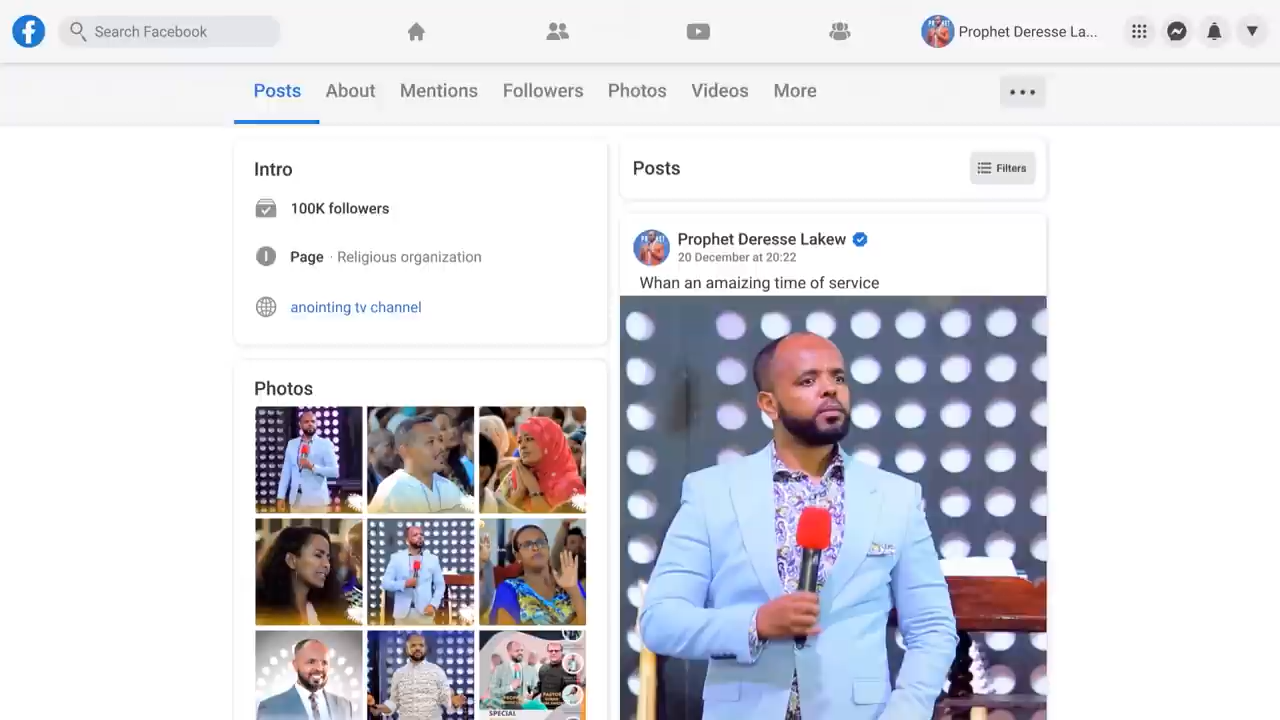 Search Facebook
Prophet Deresse La...
Posts
About
Mentions
Followers
Photos
Videos
More
Intro
100K followers
Page · Religious organization
anointing tv channel
Photos
SPECIAL
Posts
Filters
Prophet Deresse Lakew
20 December at 20:22
Whan an amaizing time of service